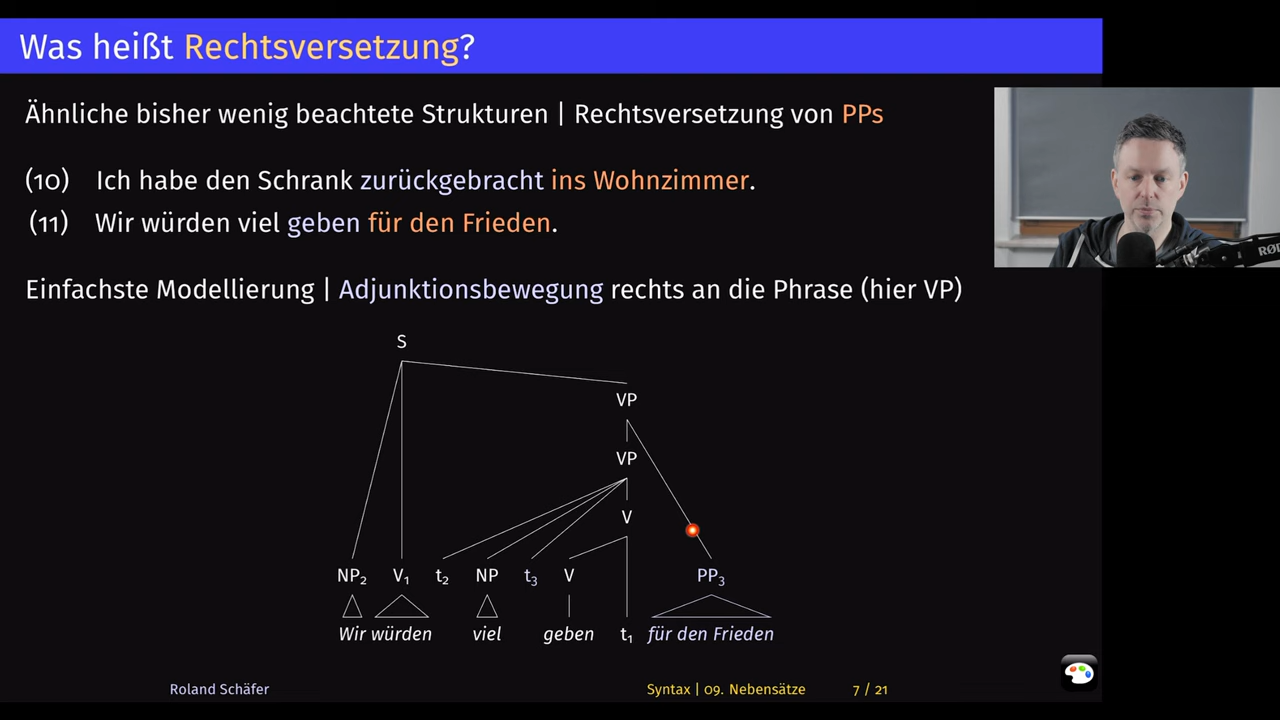 Was heißt Rechtsversetzung?
Ähnliche bisher wenig beachtete Strukturen | Rechtsversetzung von PPs
(10) Ich habe den Schrank zurückgebracht ins Wohnzimmer.
(11) Wir würden viel geben für den Frieden.
Einfachste Modellierung | Adjunktionsbewegung rechts an die Phrase (hier VP)
S
VP
VP
V
NP₂ V₁ t₂ NP t₃ V PP₃
Wir würden viel geben t₁ für den Frieden
Roland Schäfer Syntax | 09. Nebensätze 7 / 21